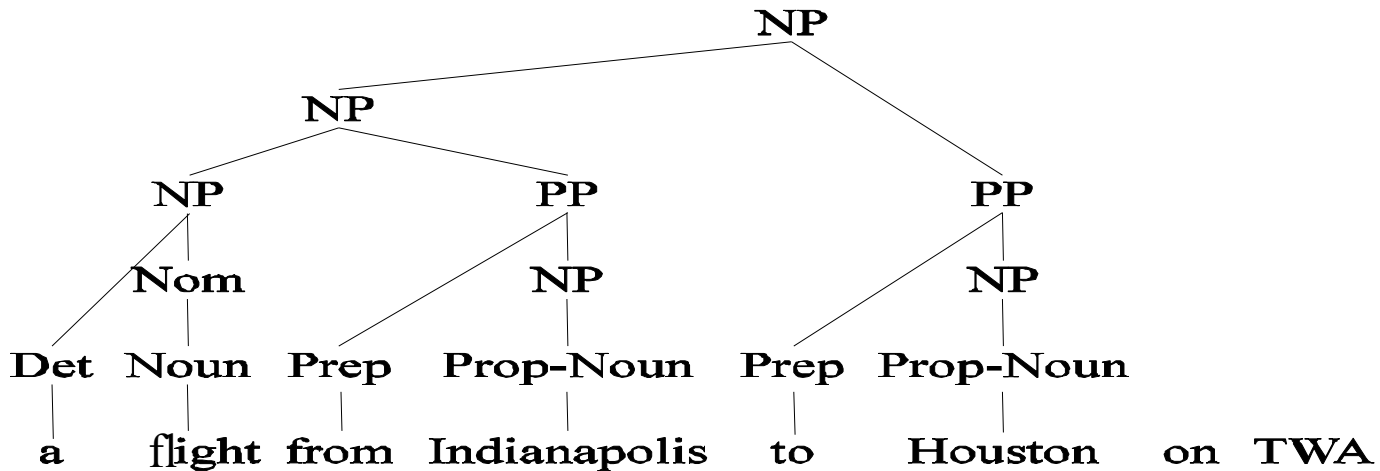 NP
NP
NP PP PP
Nom NP NP
Det Noun Prep Prop-Noun Prep Prop-Noun
a flight from Indianapolis to Houston on TWA